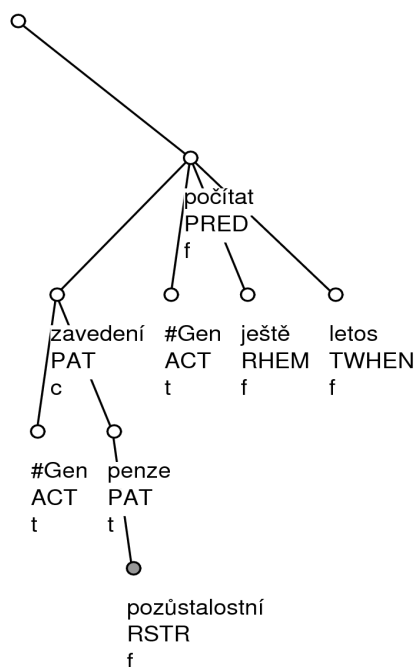 počítat
PRED
f
zavedení
PAT
c
#Gen
ACT
t
ještě
RHEM
f
letos
TWHEN
f
#Gen
ACT
t
penze
PAT
t
pozůstalostní
RSTR
f